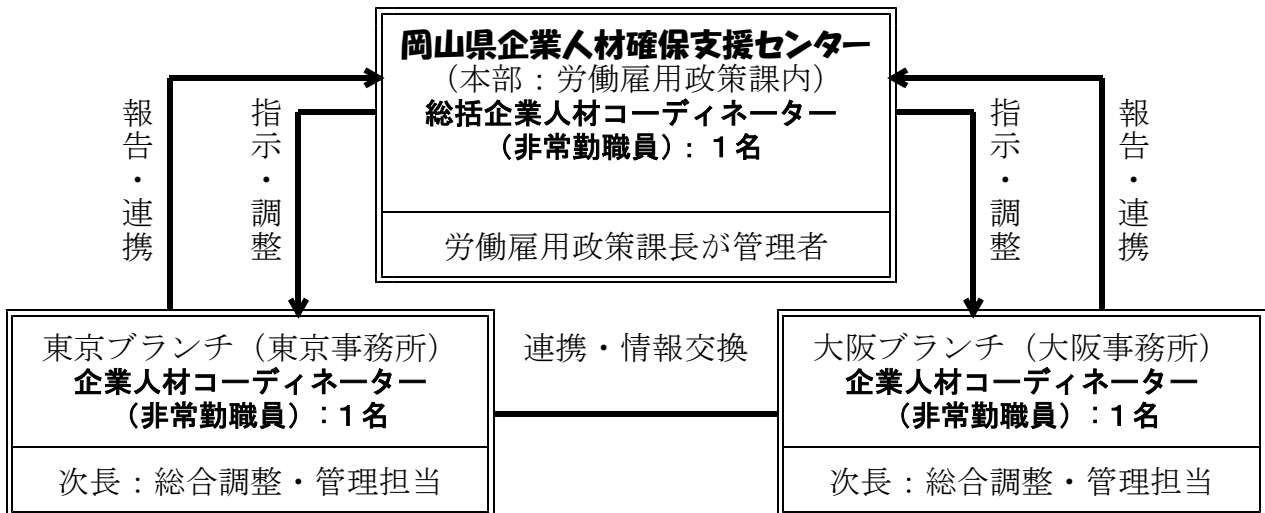 岡山県企業人材確保支援センター
（本部：労働雇用政策課内）
総括企業人材コーディネーター
（非常勤職員）：１名
労働雇用政策課長が管理者
報告・連携
指示・調整
指示・調整
報告・連携
東京ブランチ（東京事務所）
企業人材コーディネーター
（非常勤職員）：１名
次長：総合調整・管理担当
連携・情報交換
大阪ブランチ（大阪事務所）
企業人材コーディネーター
（非常勤職員）：１名
次長：総合調整・管理担当